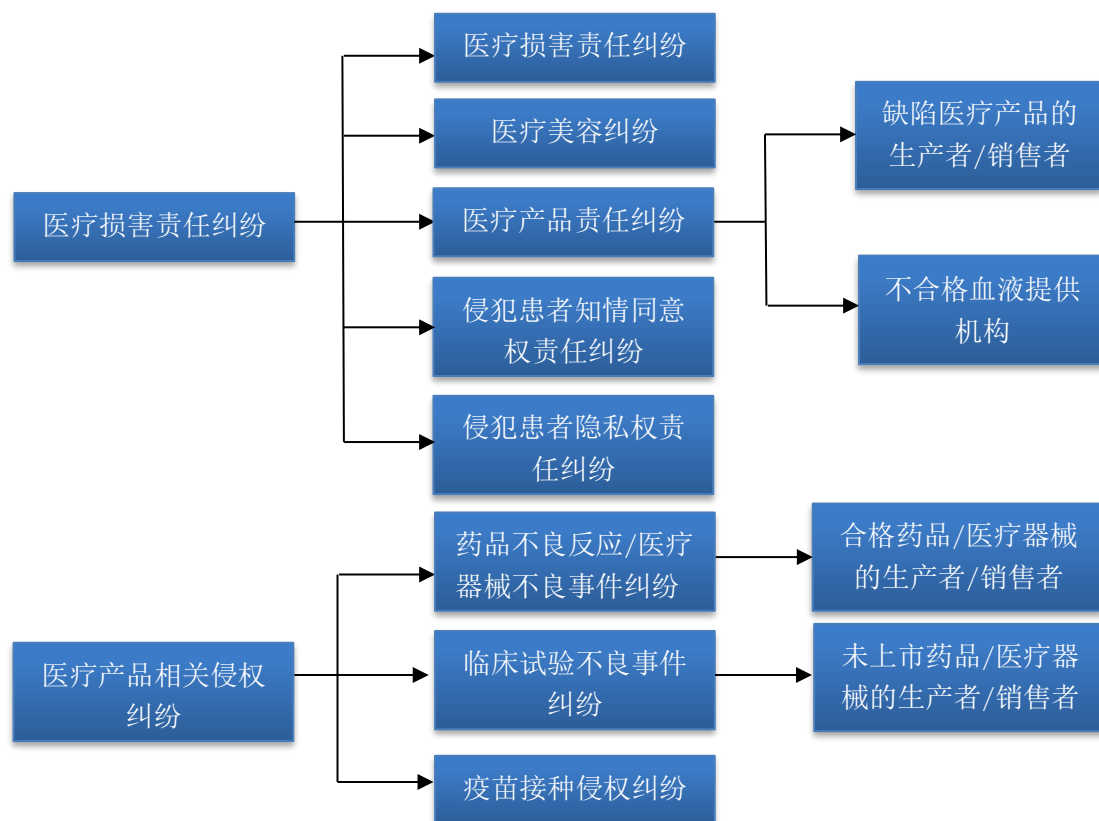 医疗损害责任纠纷
医疗损害责任纠纷
医疗美容纠纷
医疗产品责任纠纷
侵犯患者知情同意
权责任纠纷
侵犯患者隐私权责
任纠纷
缺陷医疗产品的
生产者/销售者
不合格血液提供
机构
医疗产品相关侵权
纠纷
药品不良反应/医疗
器械不良事件纠纷
临床试验不良事件
纠纷
疫苗接种侵权纠纷
合格药品/医疗器械
的生产者/销售者
未上市药品/医疗器
械的生产者/销售者